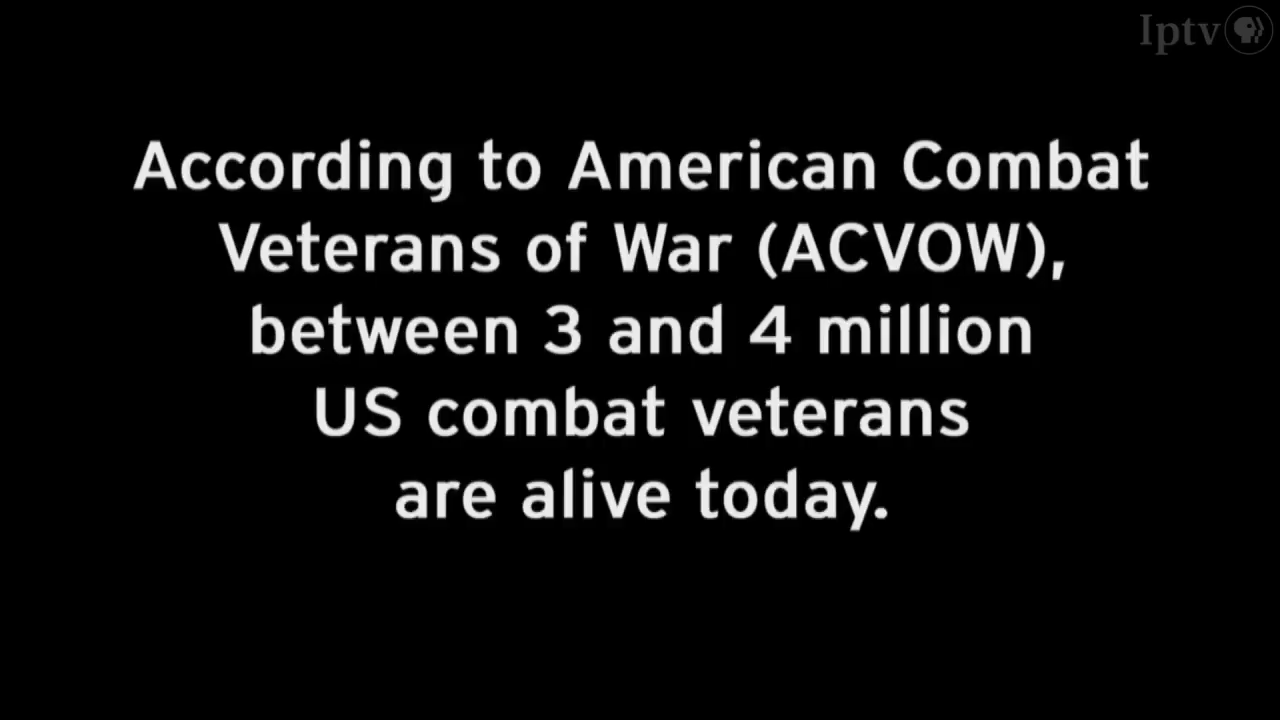 Iptv
According to American Combat
Veterans of War (ACVOW),
between 3 and 4 million
US combat veterans
are alive today.